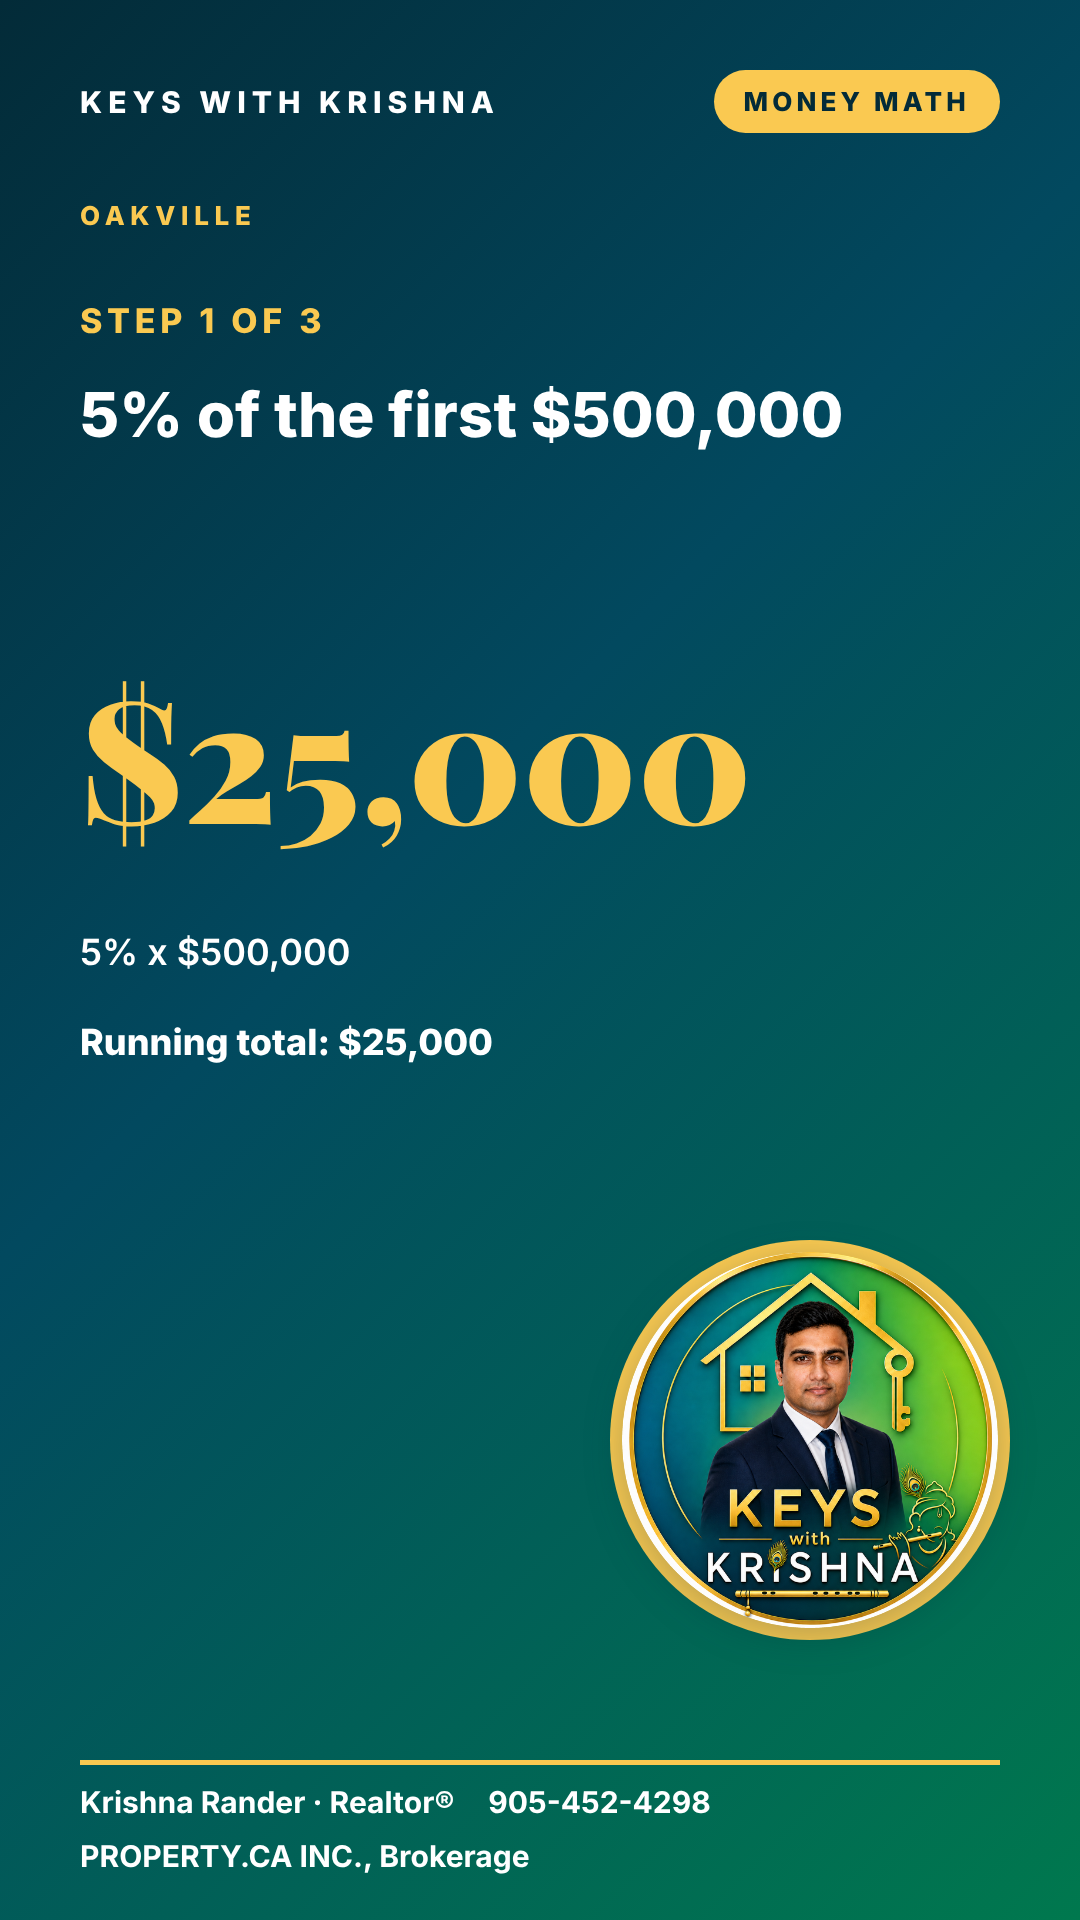 KEYS WITH KRISHNA
MONEY MATH
OAKVILLE
STEP 1 OF 3
5% of the first $500,000
$25,000
5% x $500,000
Running total: $25,000
KEYS
with
KRISHNA
Krishna Rander · Realtor® 905-452-4298
PROPERTY.CA INC., Brokerage